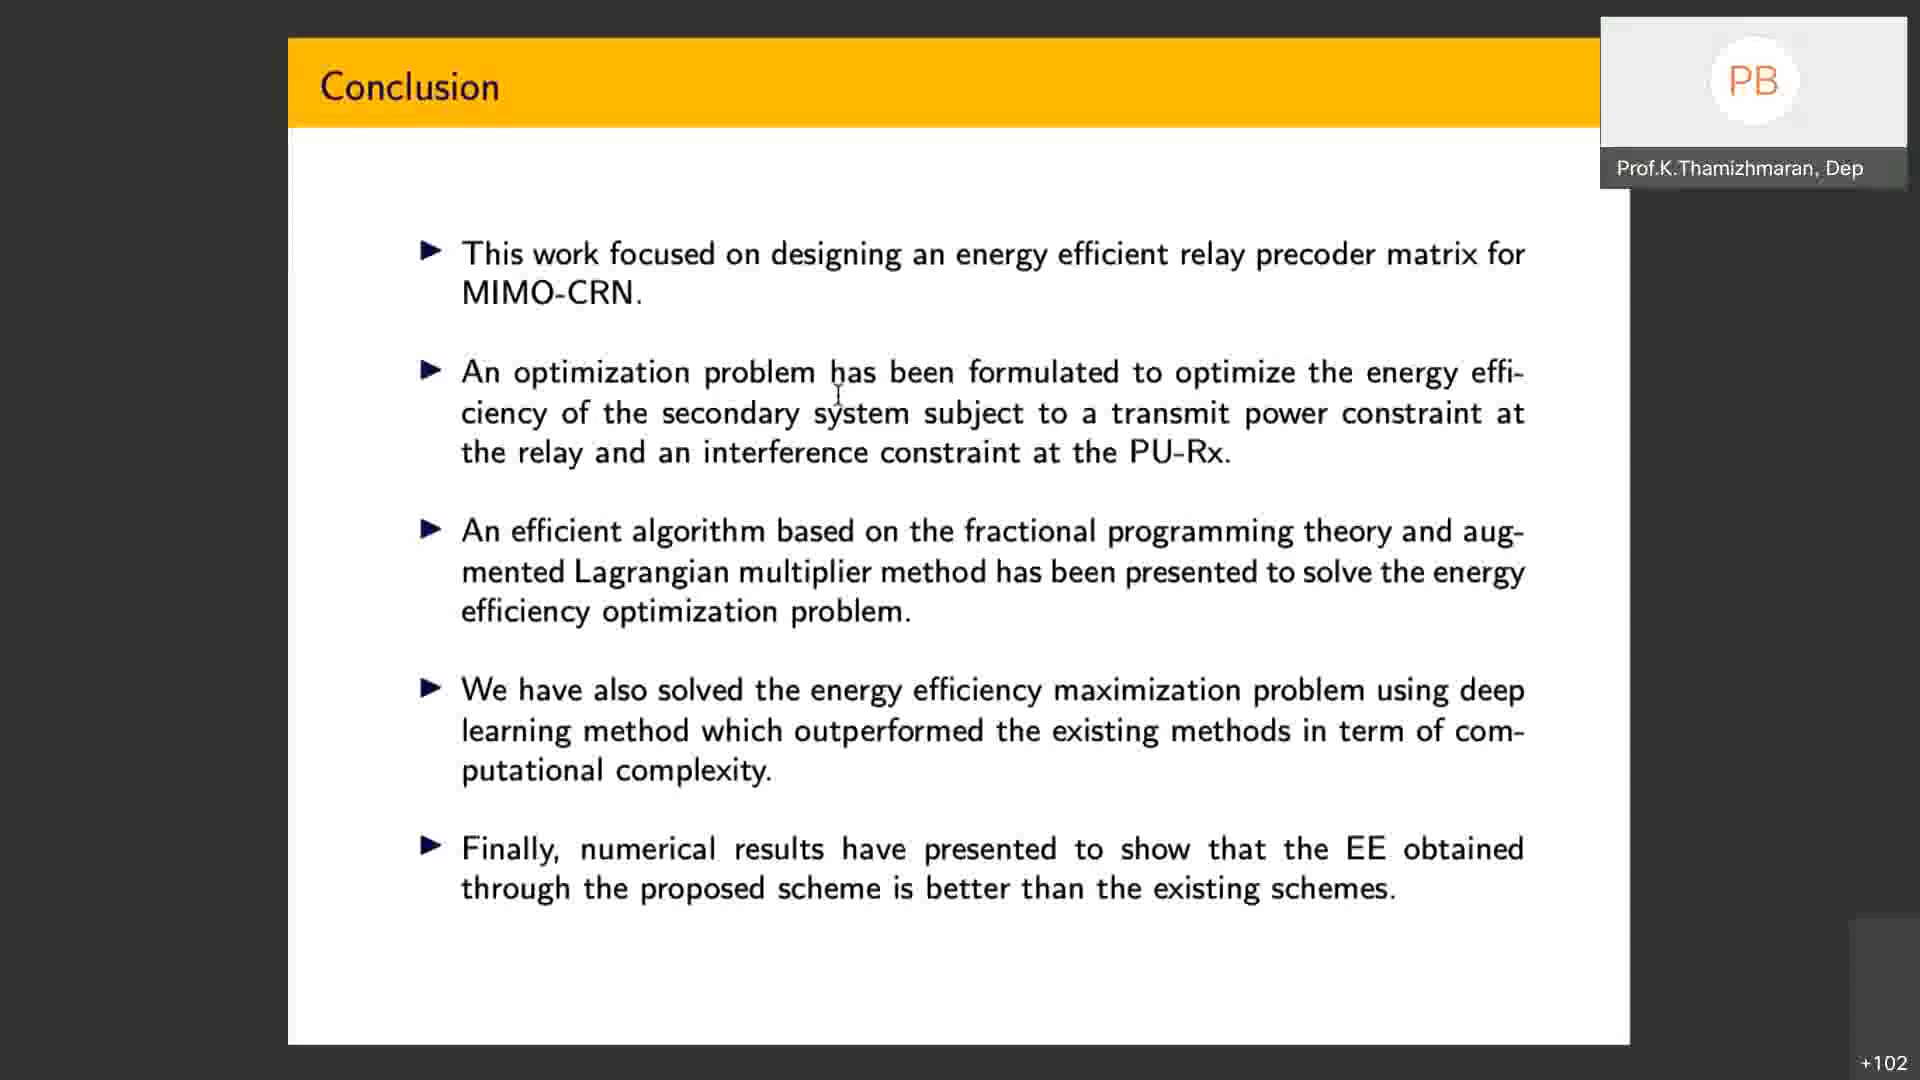 Conclusion
PB
Prof.K.Thamizhmaran, Dep
This work focused on designing an energy efficient relay precoder matrix for
MIMO-CRN.
An optimization problem has been formulated to optimize the energy effi-
ciency of the secondary system subject to a transmit power constraint at
the relay and an interference constraint at the PU-Rx.
An efficient algorithm based on the fractional programming theory and aug-
mented Lagrangian multiplier method has been presented to solve the energy
efficiency optimization problem.
We have also solved the energy efficiency maximization problem using deep
learning method which outperformed the existing methods in term of com-
putational complexity.
Finally, numerical results have presented to show that the EE obtained
through the proposed scheme is better than the existing schemes.
+102